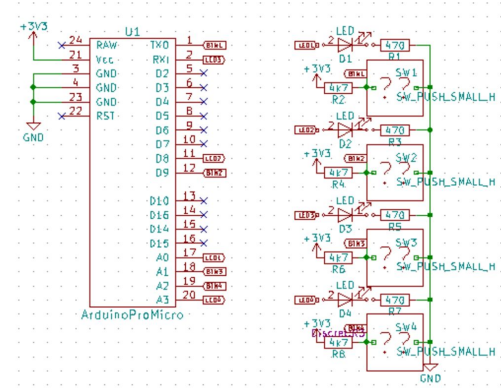 U1
+3V3
24 RAW TXO 1 BTN1
21 Vcc RXI 2 LED3
3 GND D2 5
4 GND D3 6
23 GND D4 7
22 RST D5 8
D6 9
D7 10
D8 11 LED2
D9 12 BTN2
D10 13
D16 14
D14 15
D15 16
A0 17 LED1
A1 18 BTN3
A2 19 BTN4
A3 20 LED4
GND
ArduinoProMicro
LED
LED1 2 1 470
D1 R1
+3V3 BTN1 SW1
4k7 ? ?
R2 SW_PUSH_SMALL_H
LED
LED2 2 1 470
D2 R3
+3V3 SW2
4k7 ? ?
R4 SW_PUSH_SMALL_H
LED
LED3 2 1 470
D3 R5
+3V3 BTN3 SW3
4k7 ? ?
R6 SW_PUSH_SMALL_H
LED
LED4 2 1 470
D4 R7
+3V3 BTN4 SW4
4k7 ? ?
R8 SW_PUSH_SMALL_H
GND